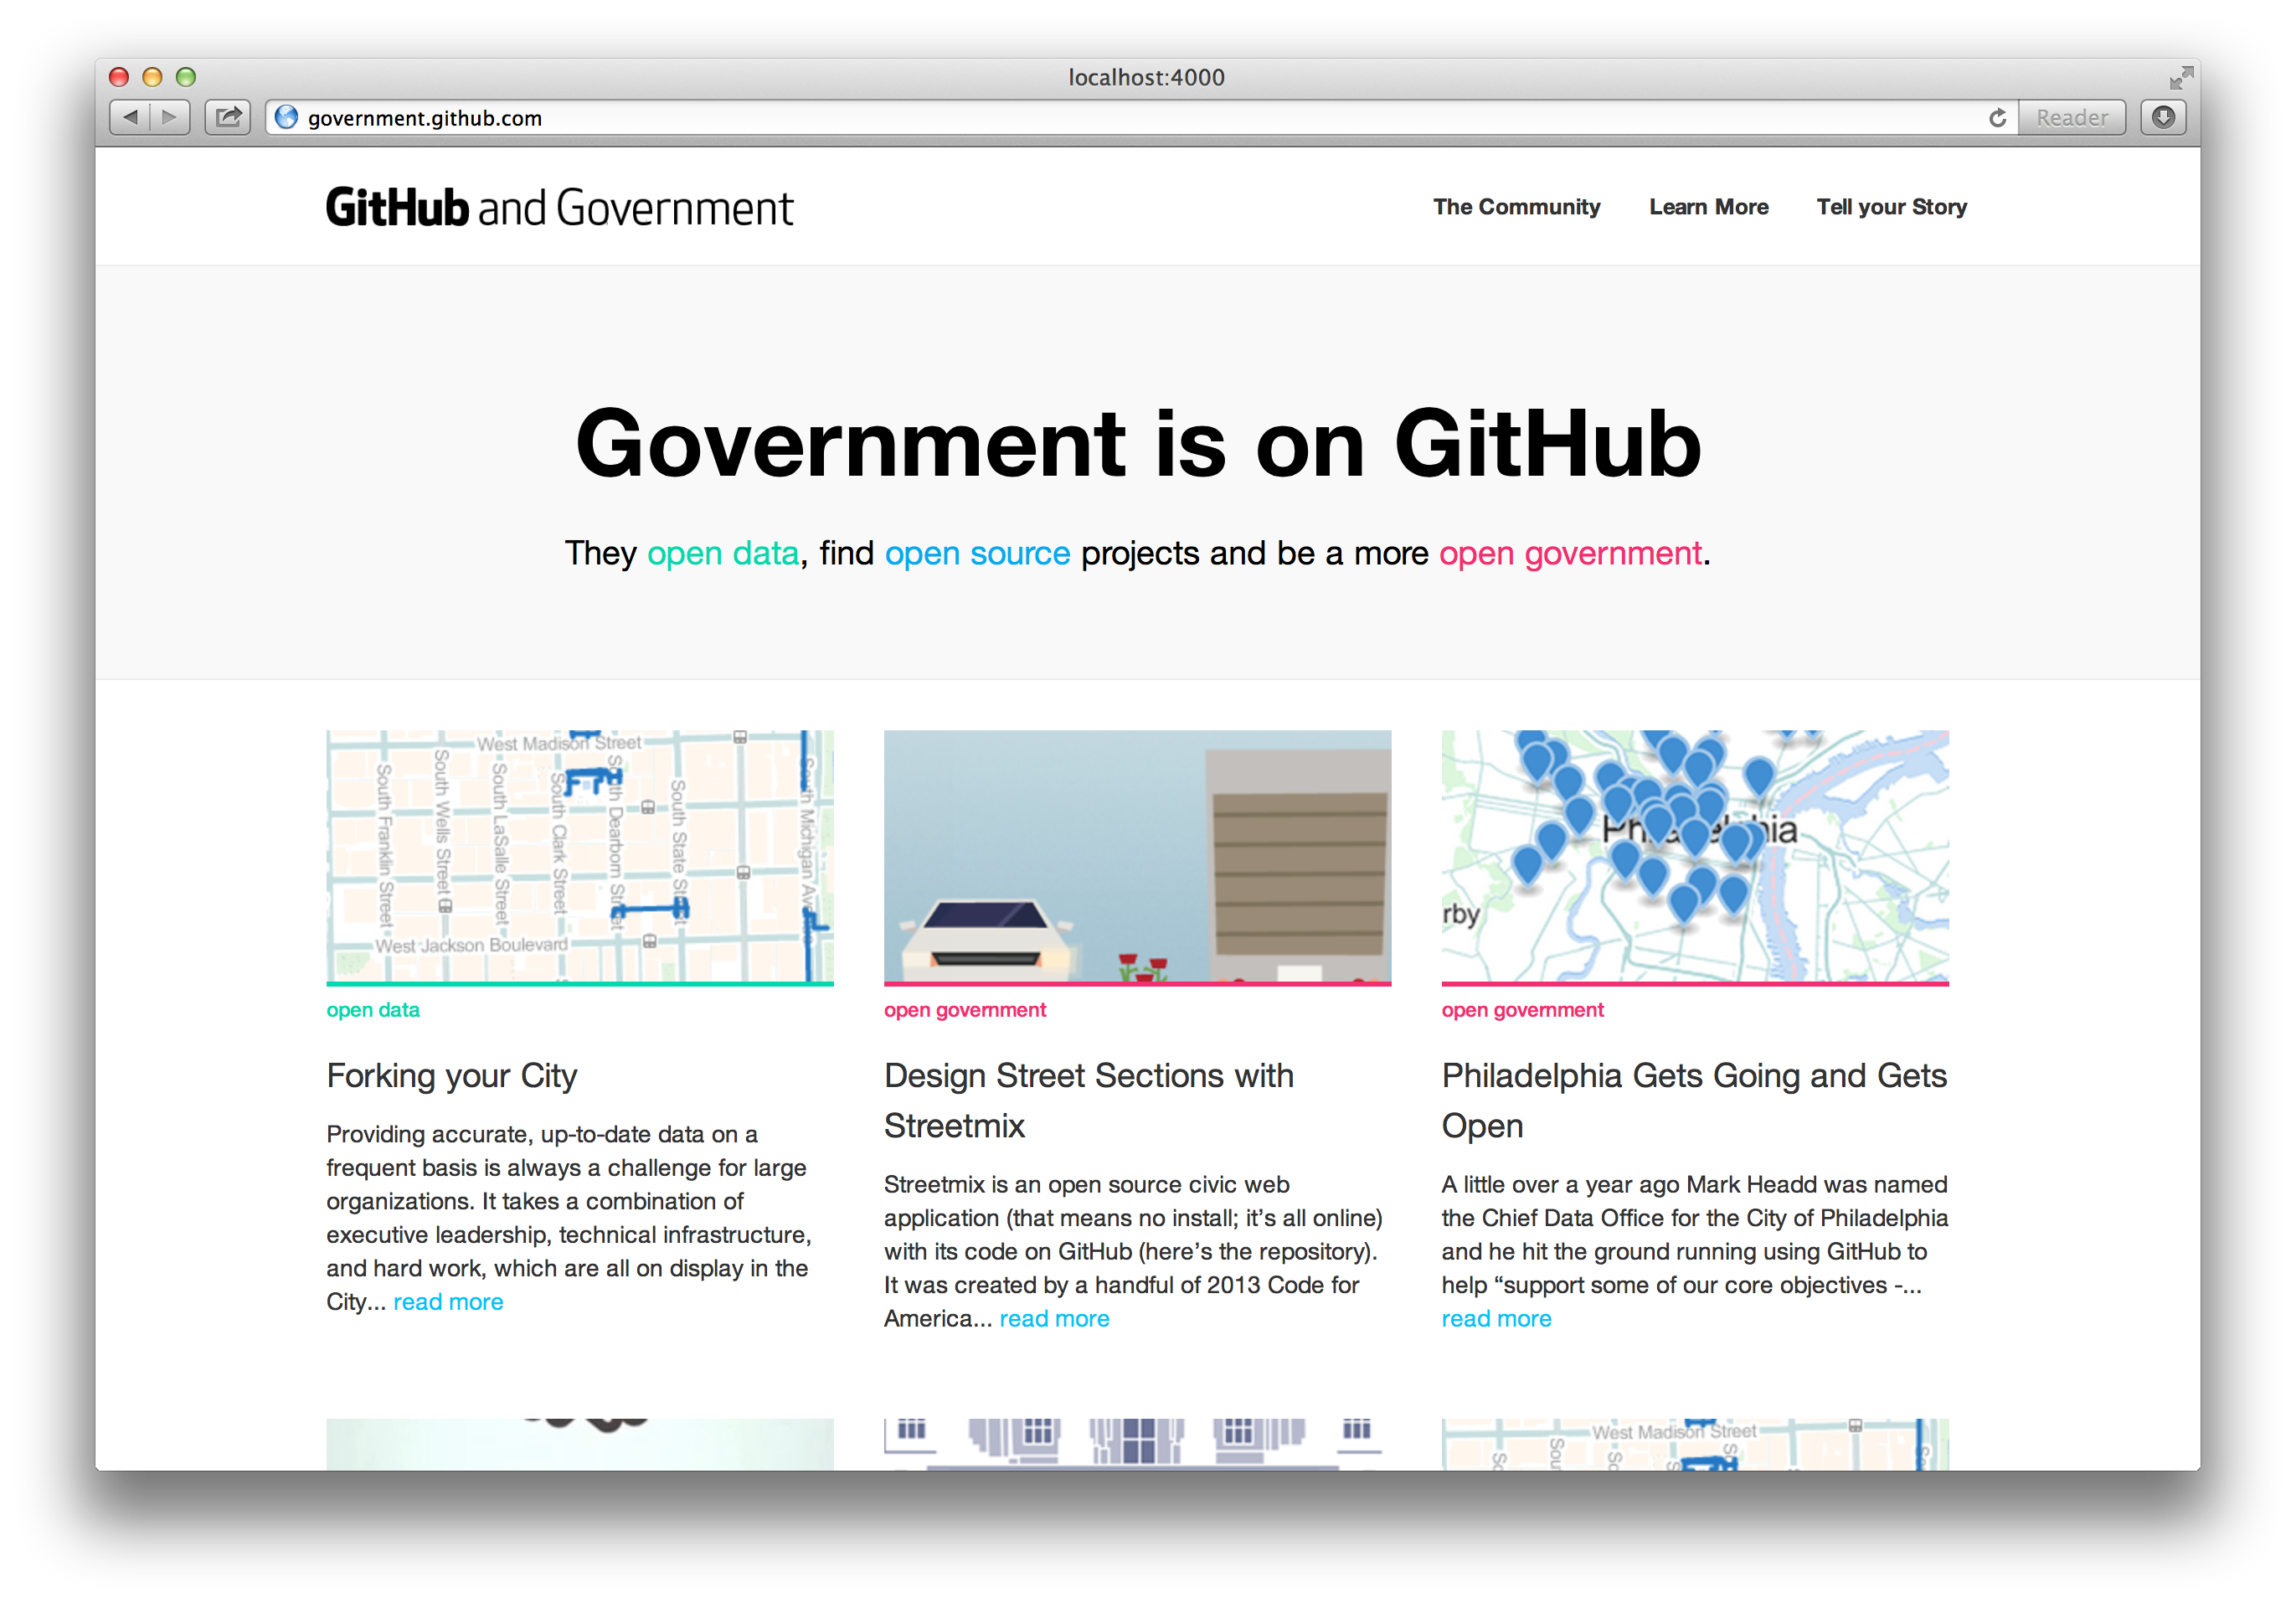 localhost:4000
government.github.com
Reader
GitHub and Government
The Community
Learn More
Tell your Story
Government is on GitHub
They open data, find open source projects and be a more open government.
West Madison Street
South Franklin Street
South Wells Street
South LaSalle Street
South Clark Street
South Dearborn Street
South State Street
South Michigan Avenue
West Jackson Boulevard
open data
Forking your City
Providing accurate, up-to-date data on a
frequent basis is always a challenge for large
organizations. It takes a combination of
executive leadership, technical infrastructure,
and hard work, which are all on display in the
City... read more
open government
Design Street Sections with
Streetmix
Streetmix is an open source civic web
application (that means no install; it’s all online)
with its code on GitHub (here’s the repository).
It was created by a handful of 2013 Code for
America... read more
Philadelphia
rby
open government
Philadelphia Gets Going and Gets
Open
A little over a year ago Mark Headd was named
the Chief Data Office for the City of Philadelphia
and he hit the ground running using GitHub to
help “support some of our core objectives -...
read more
West Madison Street